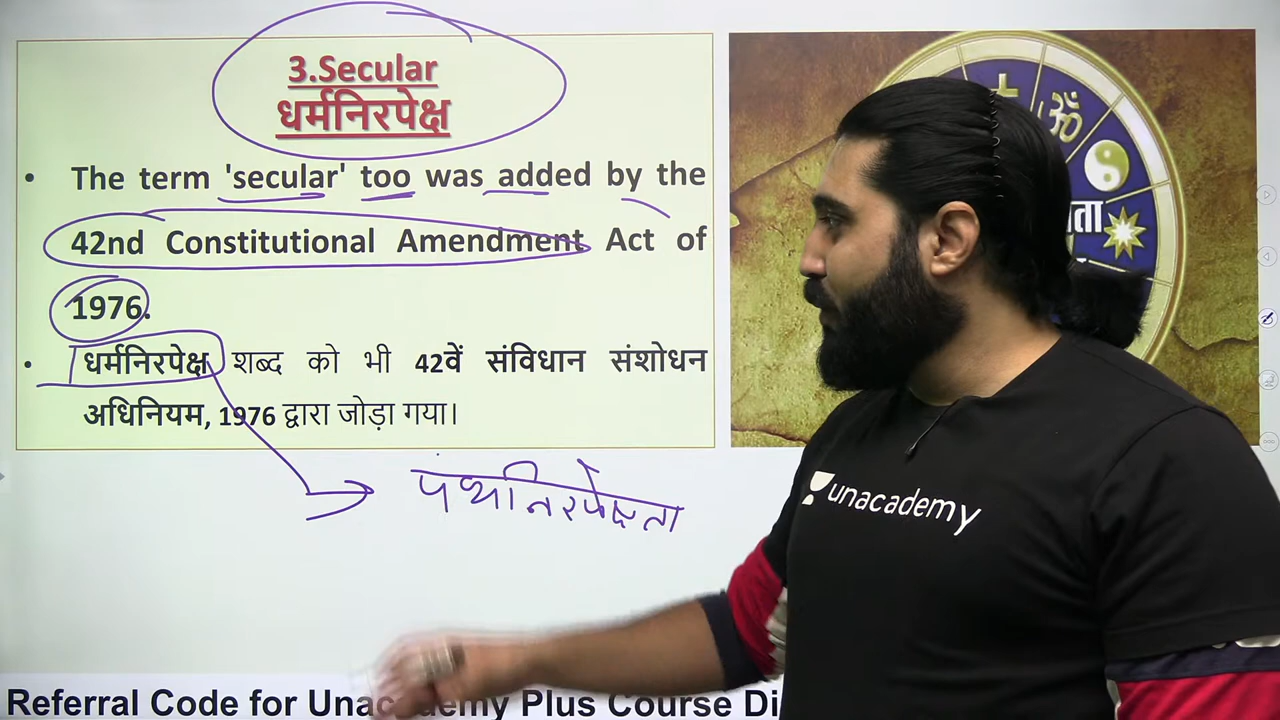 3.Secular
धर्मनिरपेक्ष
• The term 'secular' too was added by the
42nd Constitutional Amendment Act of
1976.
• धर्मनिरपेक्ष शब्द को भी 42वें संविधान संशोधन
अधिनियम, 1976 द्वारा जोड़ा गया।
पंथनिरपेक्षता
ॐ
unacademy
Referral Code for Unacademy Plus Course Di